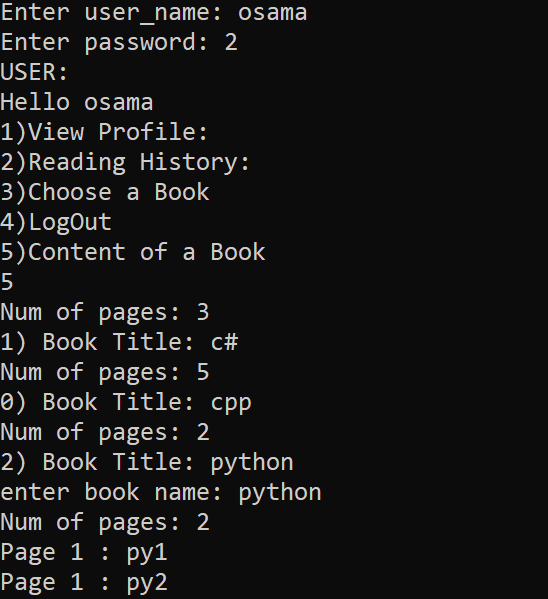 Enter user_name: osama
Enter password: 2
USER:
Hello osama
1)View Profile:
2)Reading History:
3)Choose a Book
4)LogOut
5)Content of a Book
5
Num of pages: 3
1) Book Title: c#
Num of pages: 5
0) Book Title: cpp
Num of pages: 2
2) Book Title: python
enter book name: python
Num of pages: 2
Page 1 : py1
Page 1 : py2